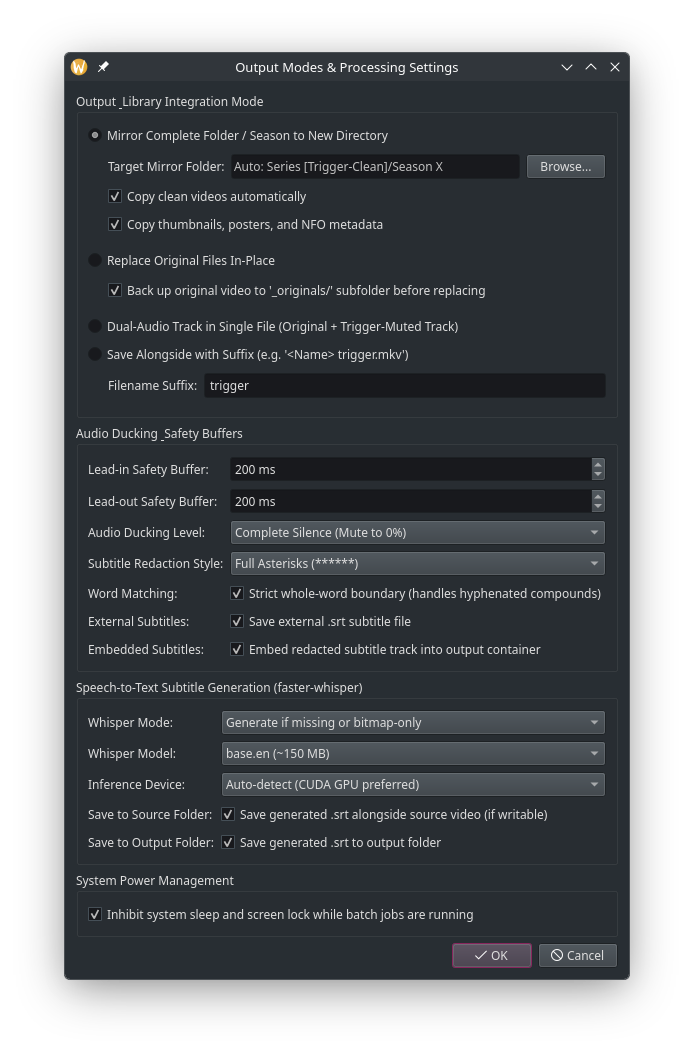 Output Modes & Processing Settings
Output _Library Integration Mode
Mirror Complete Folder / Season to New Directory
Target Mirror Folder: Auto: Series [Trigger-Clean]/Season X Browse...
Copy clean videos automatically
Copy thumbnails, posters, and NFO metadata
Replace Original Files In-Place
Back up original video to '_originals/' subfolder before replacing
Dual-Audio Track in Single File (Original + Trigger-Muted Track)
Save Alongside with Suffix (e.g. '<Name> trigger.mkv')
Filename Suffix: trigger
Audio Ducking _Safety Buffers
Lead-in Safety Buffer: 200 ms
Lead-out Safety Buffer: 200 ms
Audio Ducking Level: Complete Silence (Mute to 0%)
Subtitle Redaction Style: Full Asterisks (******)
Word Matching: Strict whole-word boundary (handles hyphenated compounds)
External Subtitles: Save external .srt subtitle file
Embedded Subtitles: Embed redacted subtitle track into output container
Speech-to-Text Subtitle Generation (faster-whisper)
Whisper Mode: Generate if missing or bitmap-only
Whisper Model: base.en (~150 MB)
Inference Device: Auto-detect (CUDA GPU preferred)
Save to Source Folder: Save generated .srt alongside source video (if writable)
Save to Output Folder: Save generated .srt to output folder
System Power Management
Inhibit system sleep and screen lock while batch jobs are running
OK Cancel